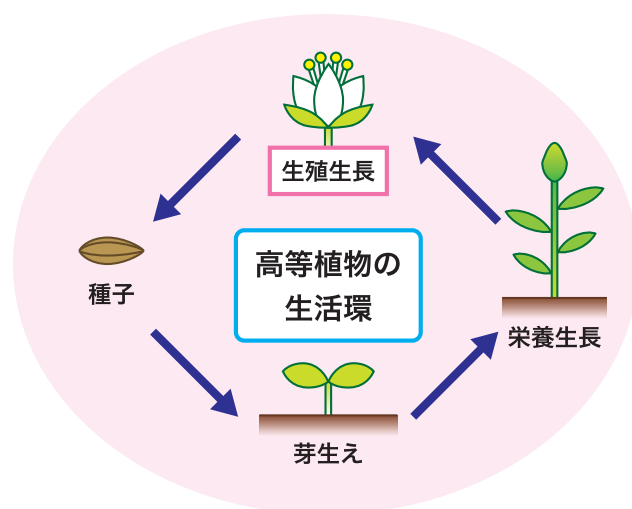 生殖生長
高等植物の
生活環
種子
栄養生長
芽生え